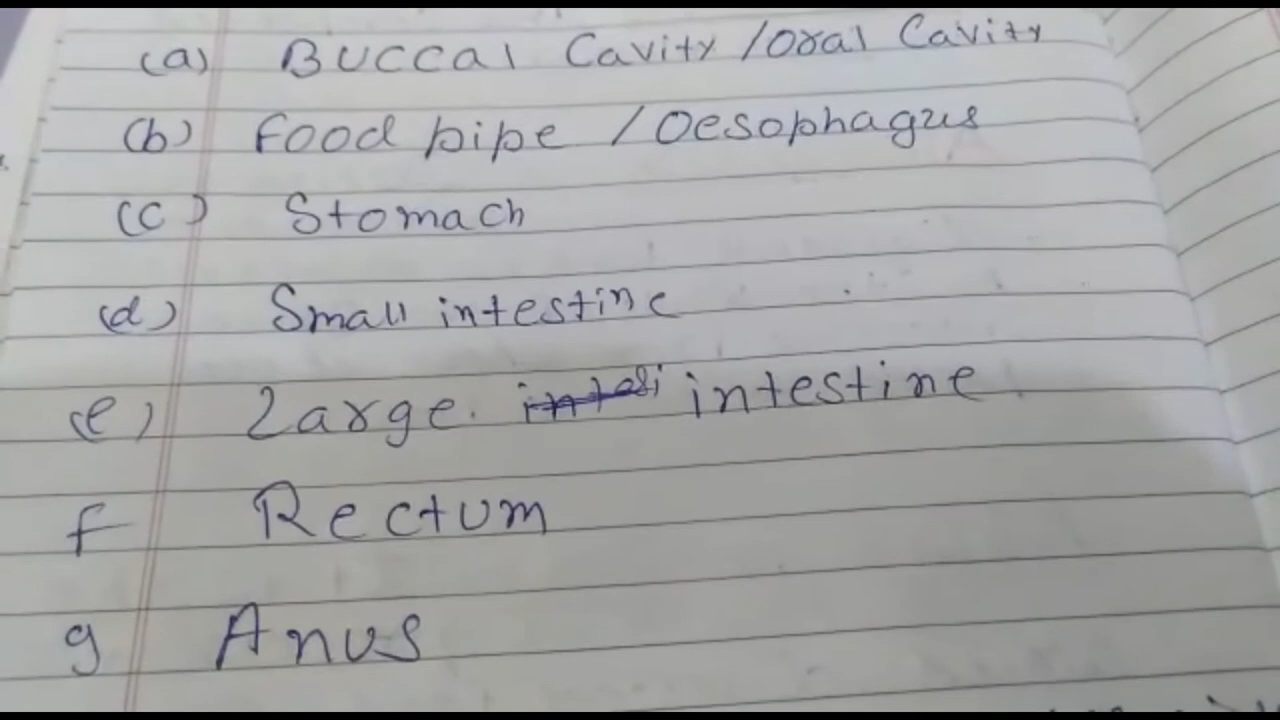 (a) Buccal Cavity / oral Cavity
(b) Food pipe / Oesophagus
(c) Stomach
(d) Small intestine
(e) Large. intestine
f Rectum
g Anus